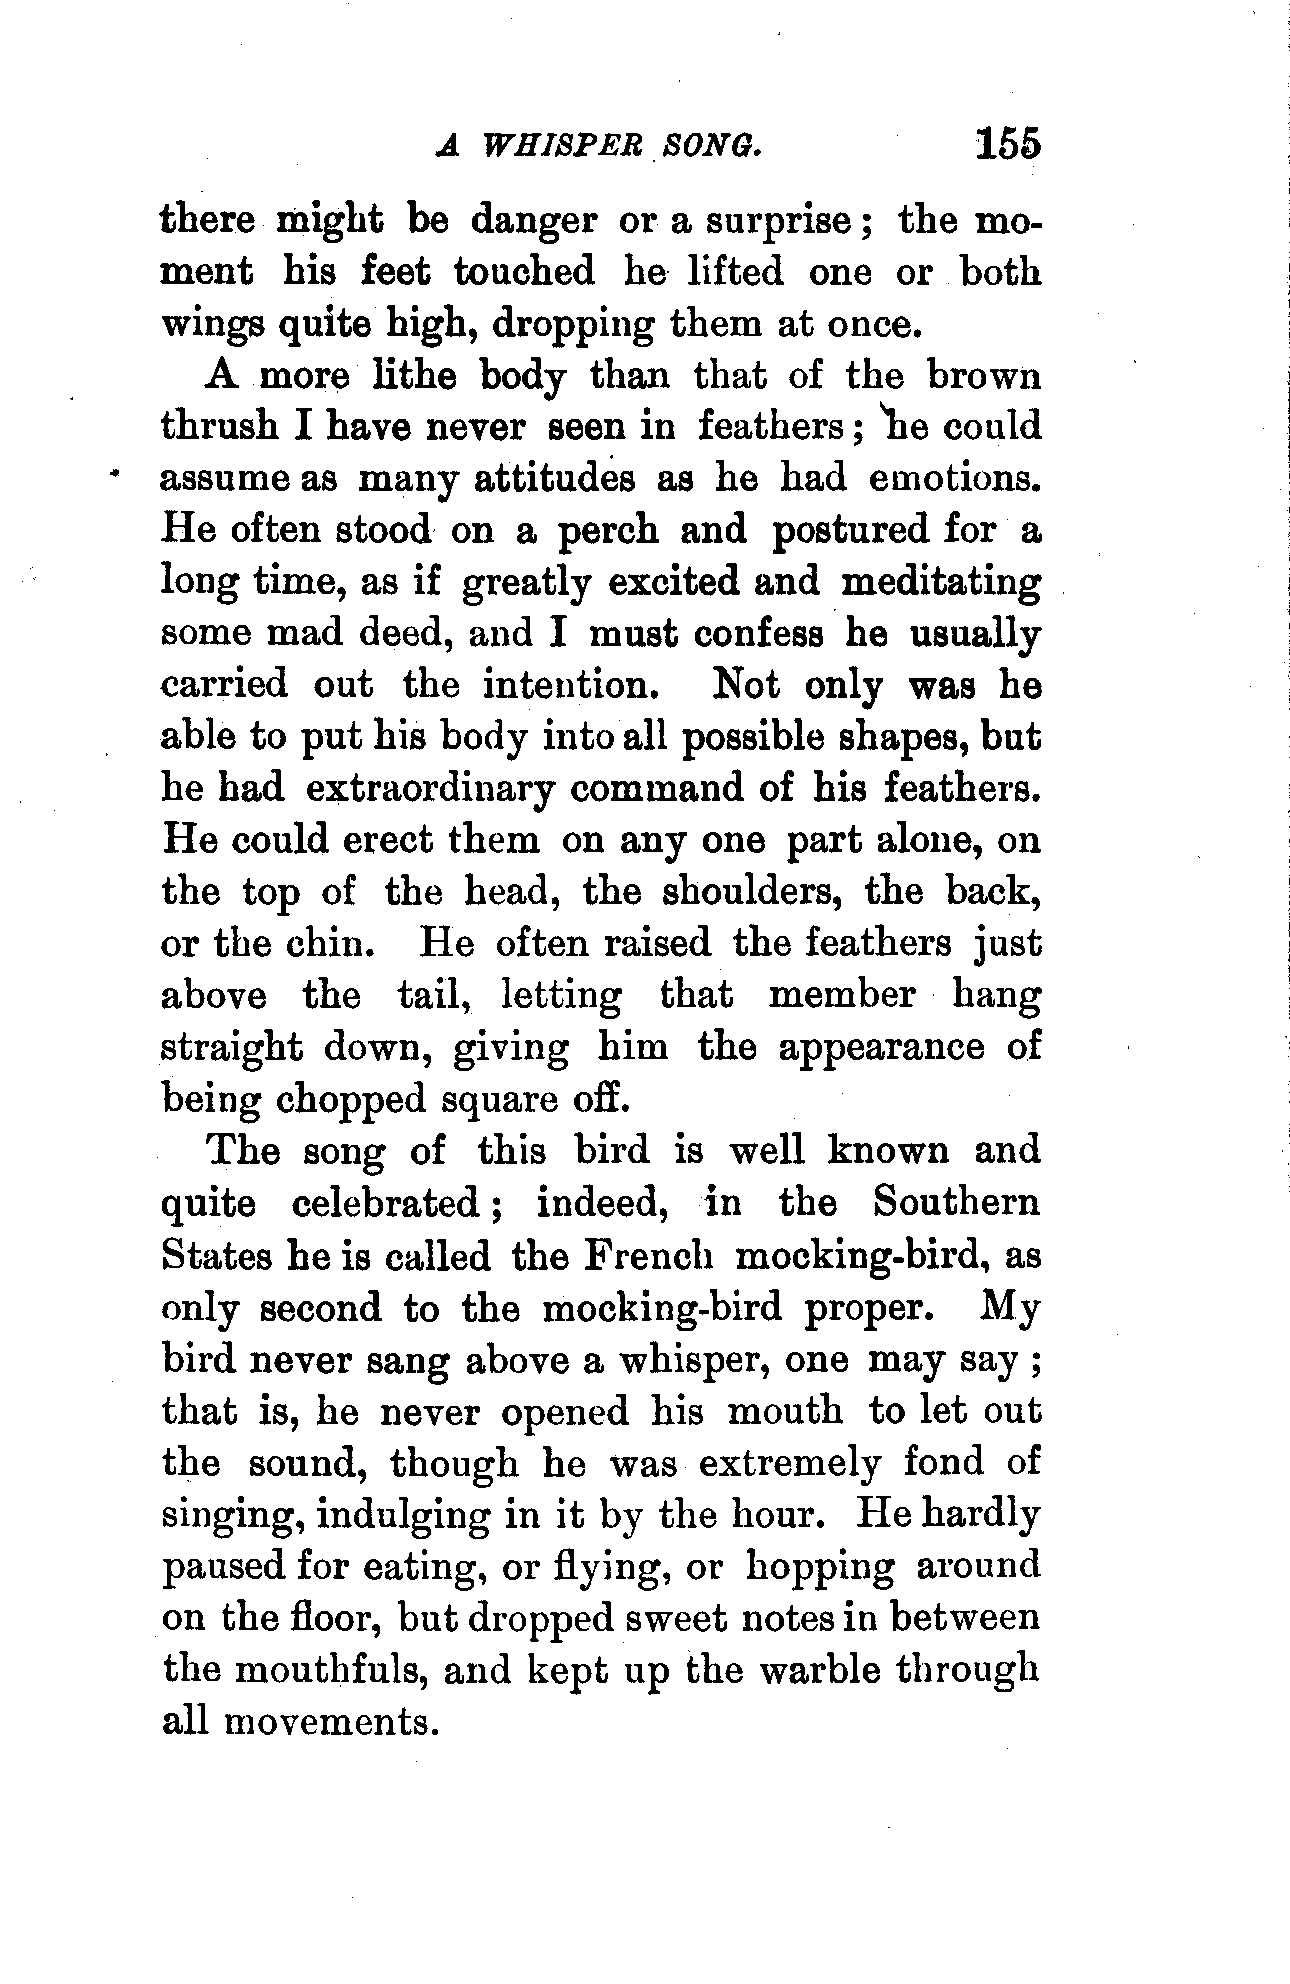 A WHISPER SONG. 155
there might be danger or a surprise; the mo-
ment his feet touched he lifted one or both
wings quite high, dropping them at once.
A more lithe body than that of the brown
thrush I have never seen in feathers; he could
assume as many attitudes as he had emotions.
He often stood on a perch and postured for a
long time, as if greatly excited and meditating
some mad deed, and I must confess he usually
carried out the intention. Not only was he
able to put his body into all possible shapes, but
he had extraordinary command of his feathers.
He could erect them on any one part alone, on
the top of the head, the shoulders, the back,
or the chin. He often raised the feathers just
above the tail, letting that member hang
straight down, giving him the appearance of
being chopped square off.
The song of this bird is well known and
quite celebrated; indeed, in the Southern
States he is called the French mocking-bird, as
only second to the mocking-bird proper. My
bird never sang above a whisper, one may say;
that is, he never opened his mouth to let out
the sound, though he was extremely fond of
singing, indulging in it by the hour. He hardly
paused for eating, or flying, or hopping around
on the floor, but dropped sweet notes in between
the mouthfuls, and kept up the warble through
all movements.